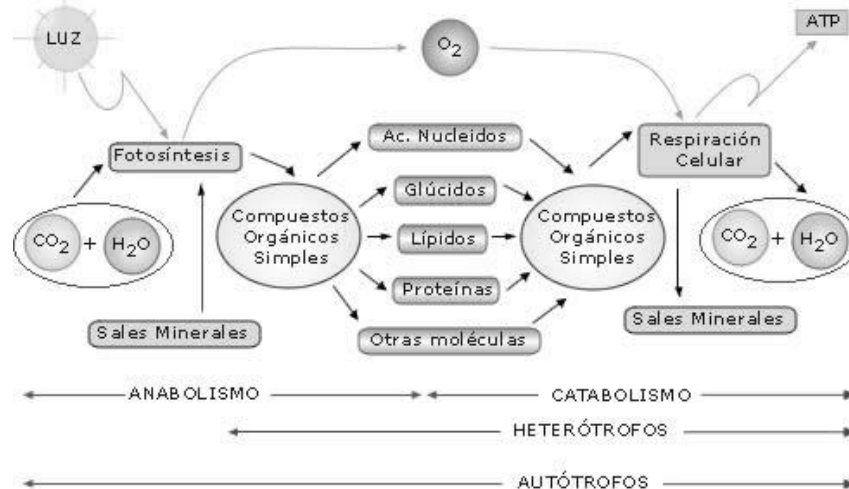 LUZ
O2
ATP
Fotosíntesis
Ac. Nucleidos
Respiración
Celular
Glúcidos
Compuestos
Orgánicos
Simples
Lípidos
Compuestos
Orgánicos
Simples
CO2 + H2O
CO2 + H2O
Proteínas
Sales Minerales
Otras moléculas
Sales Minerales
ANABOLISMO
CATABOLISMO
HETERÓTROFOS
AUTÓTROFOS